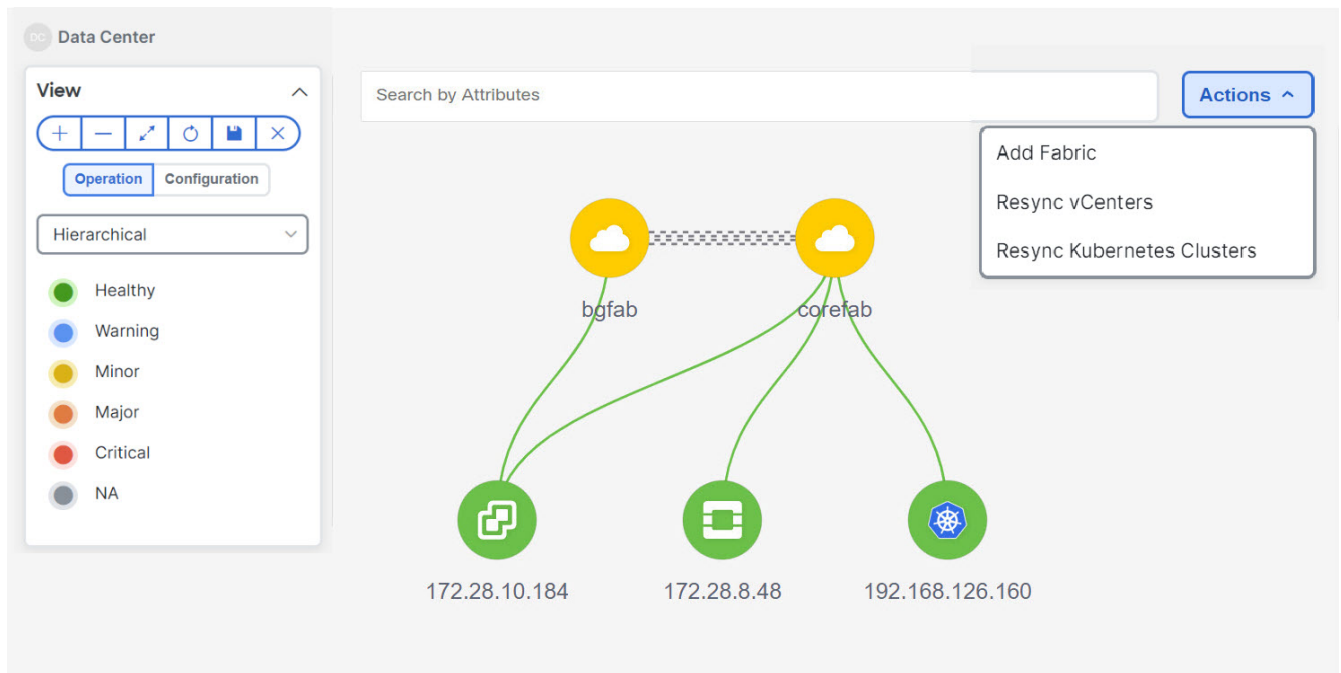 DC Data Center
View
Operation Configuration
Hierarchical
Healthy
Warning
Minor
Major
Critical
NA
Search by Attributes
Actions
Add Fabric
Resync vCenters
Resync Kubernetes Clusters
bgfab
corefab
172.28.10.184
172.28.8.48
192.168.126.160